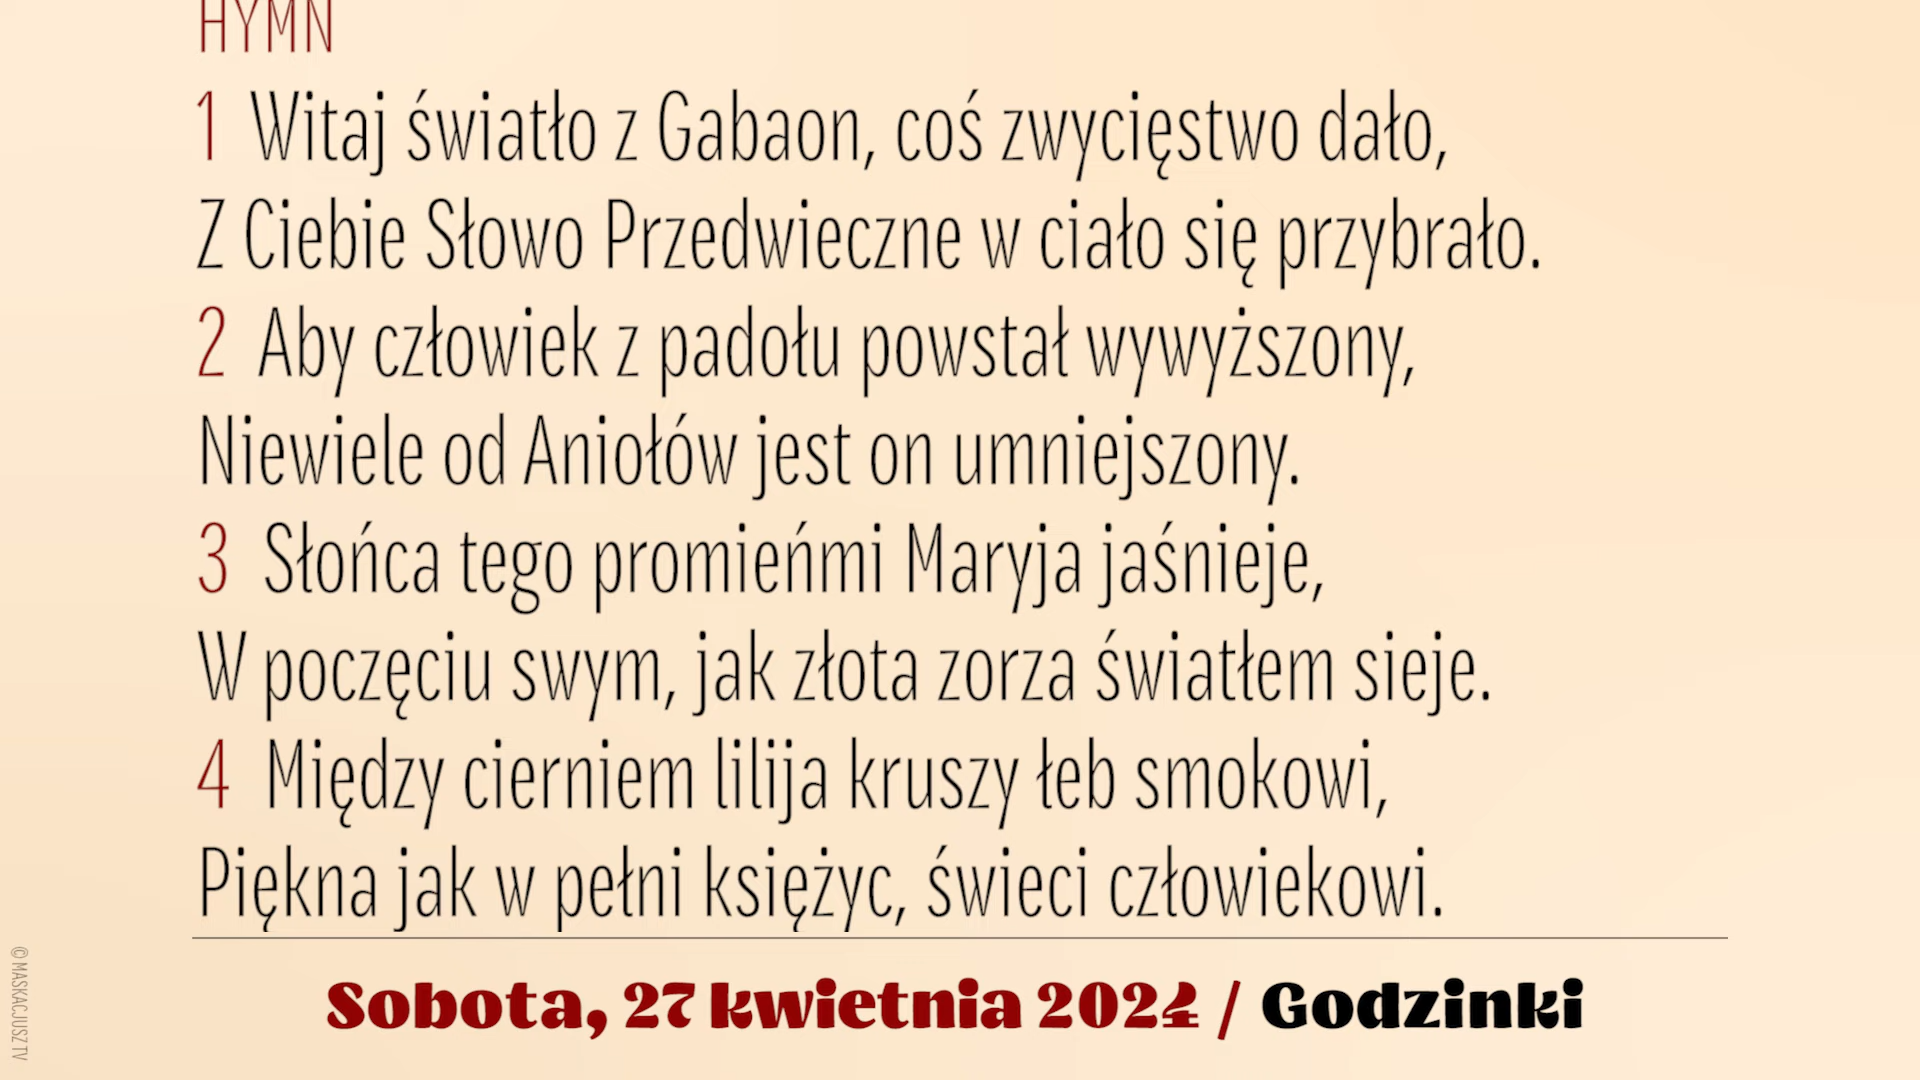 HYMN
1 Witaj światło z Gabaon, coś zwycięstwo dało,
Z Ciebie Słowo Przedwieczne w ciało się przybrało.
2 Aby człowiek z padołu powstał wywyższony,
Niewiele od Aniołów jest on umniejszony.
3 Słońca tego promieńmi Maryja jaśnieje,
W poczęciu swym, jak złota zorza światłem sieje.
4 Między cierniem lilija kruszy łeb smokowi,
Piękna jak w pełni księżyc, świeci człowiekowi.
Sobota, 27 kwietnia 2024 / Godzinki
© MASKACJUSZ TV